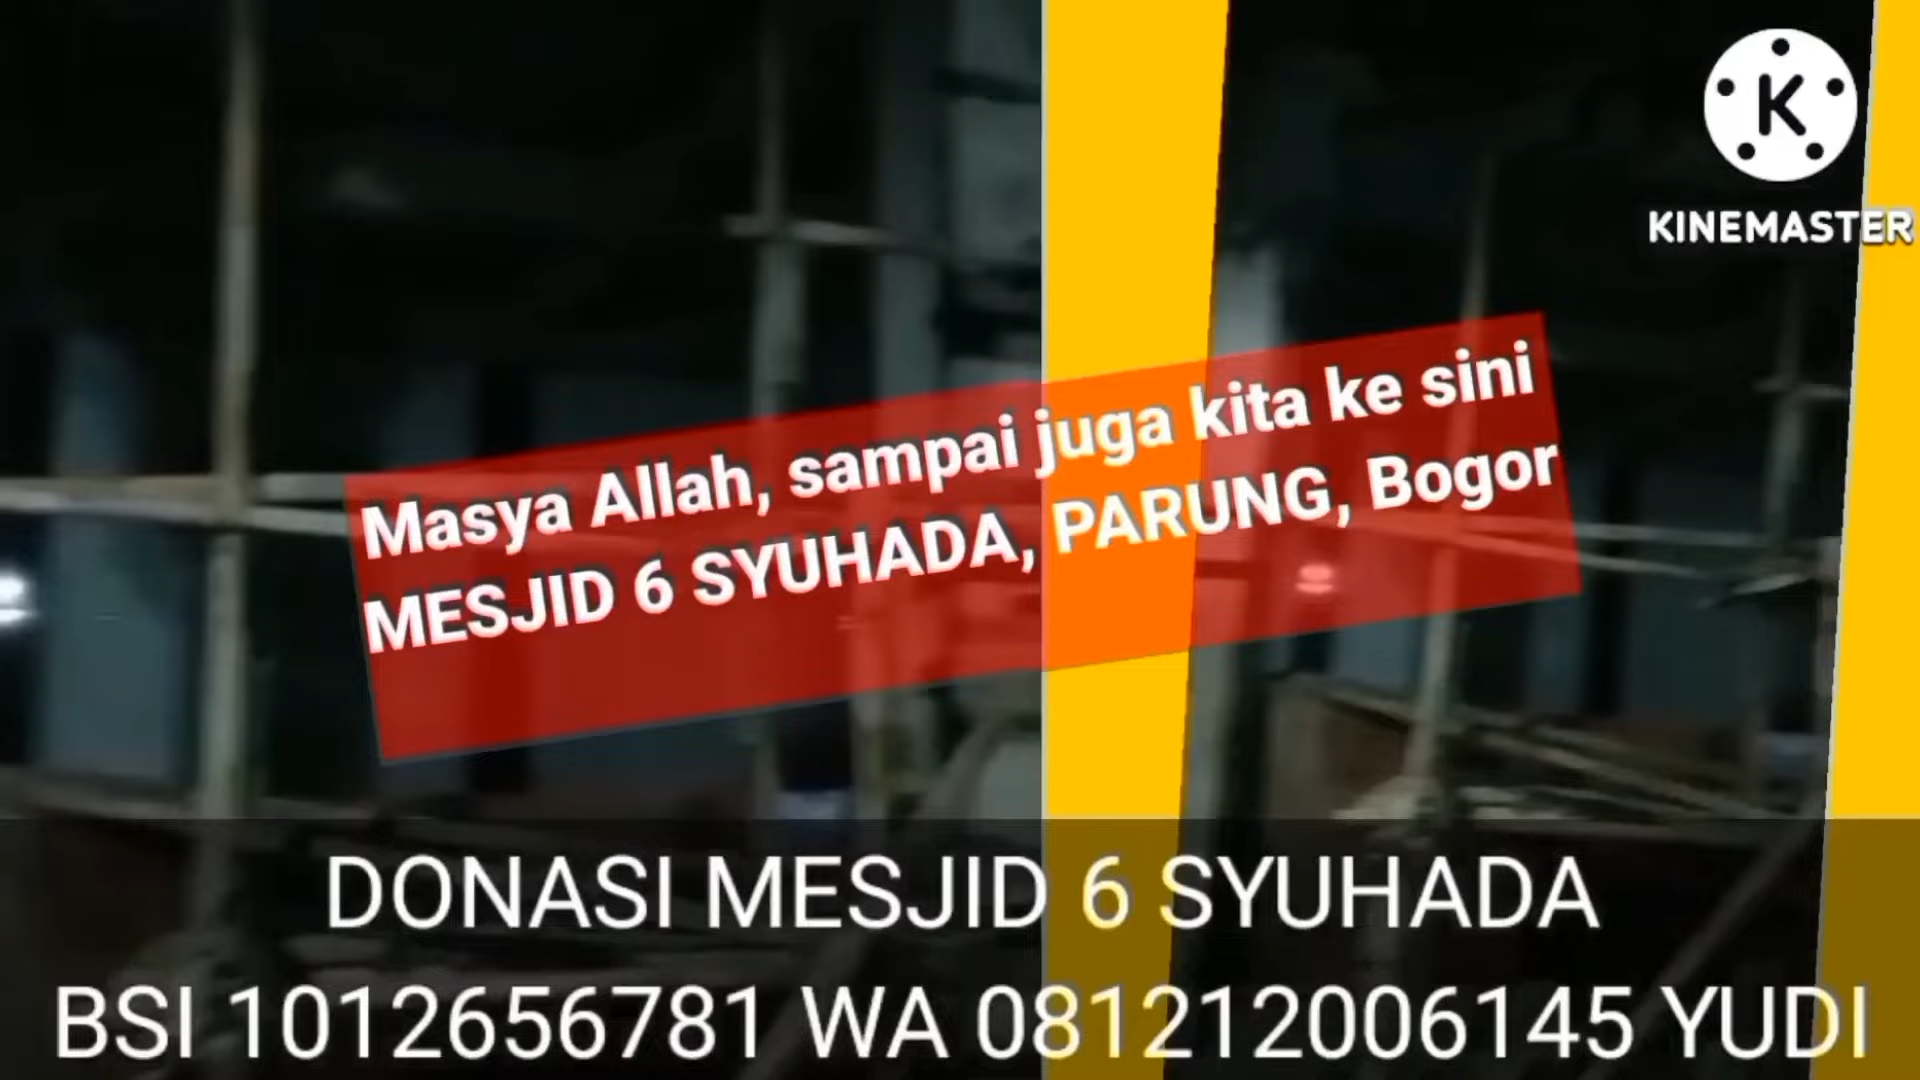 K
KINEMASTER
Masya Allah, sampai juga kita ke sini
MESJID 6 SYUHADA, PARUNG, Bogor
DONASI MESJID 6 SYUHADA
BSI 1012656781 WA 081212006145 YUDI